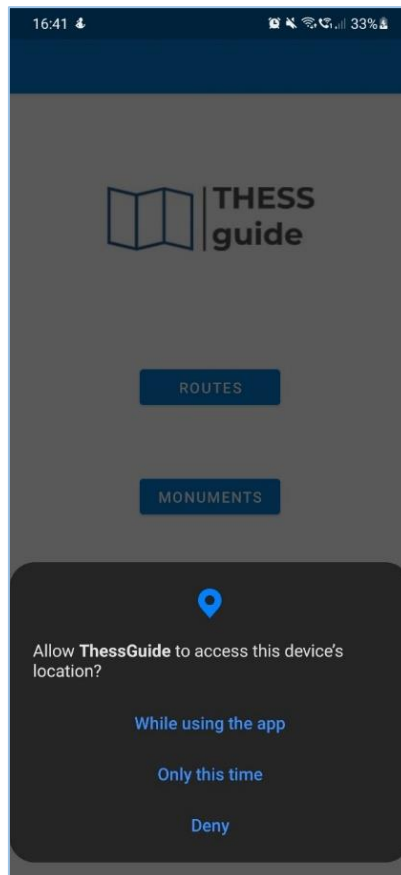 16:41
33%
THESS
guide
ROUTES
MONUMENTS
Allow ThessGuide to access this device's
location?
While using the app
Only this time
Deny